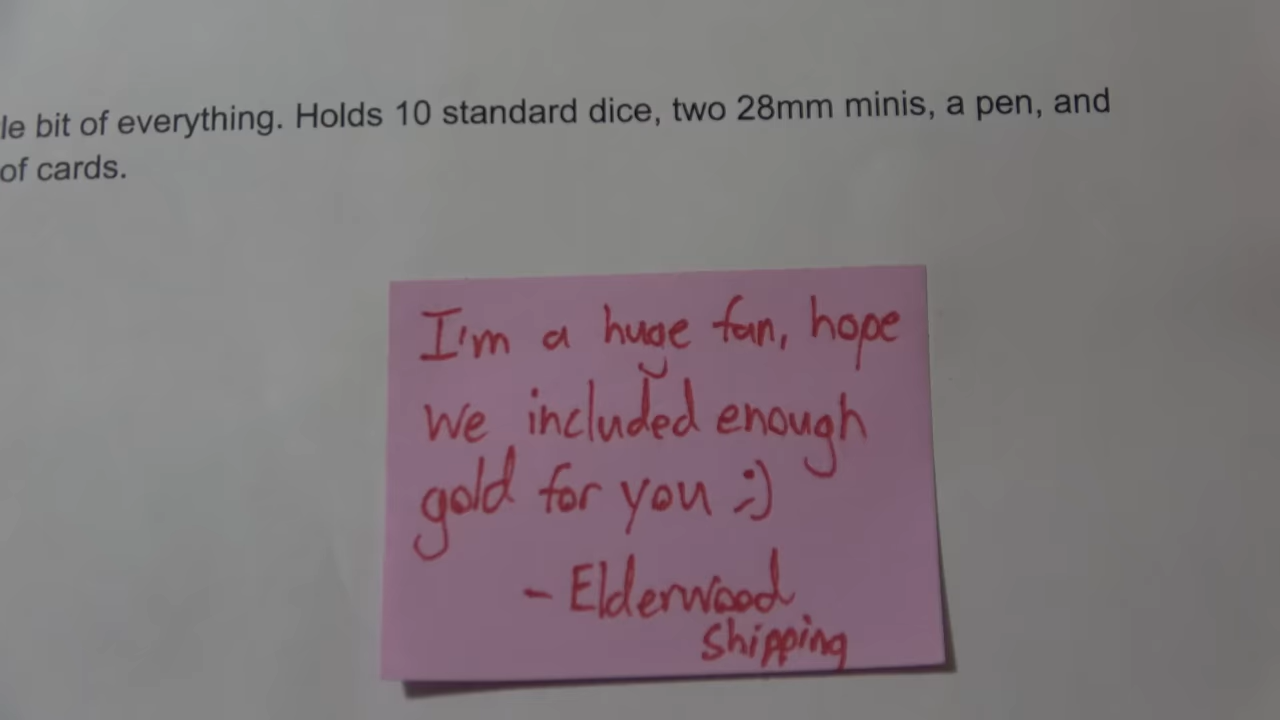 le bit of everything. Holds 10 standard dice, two 28mm minis, a pen, and
of cards.
I'm a huge fan, hope
we included enough
gold for you ;)
- Elderwood
Shipping